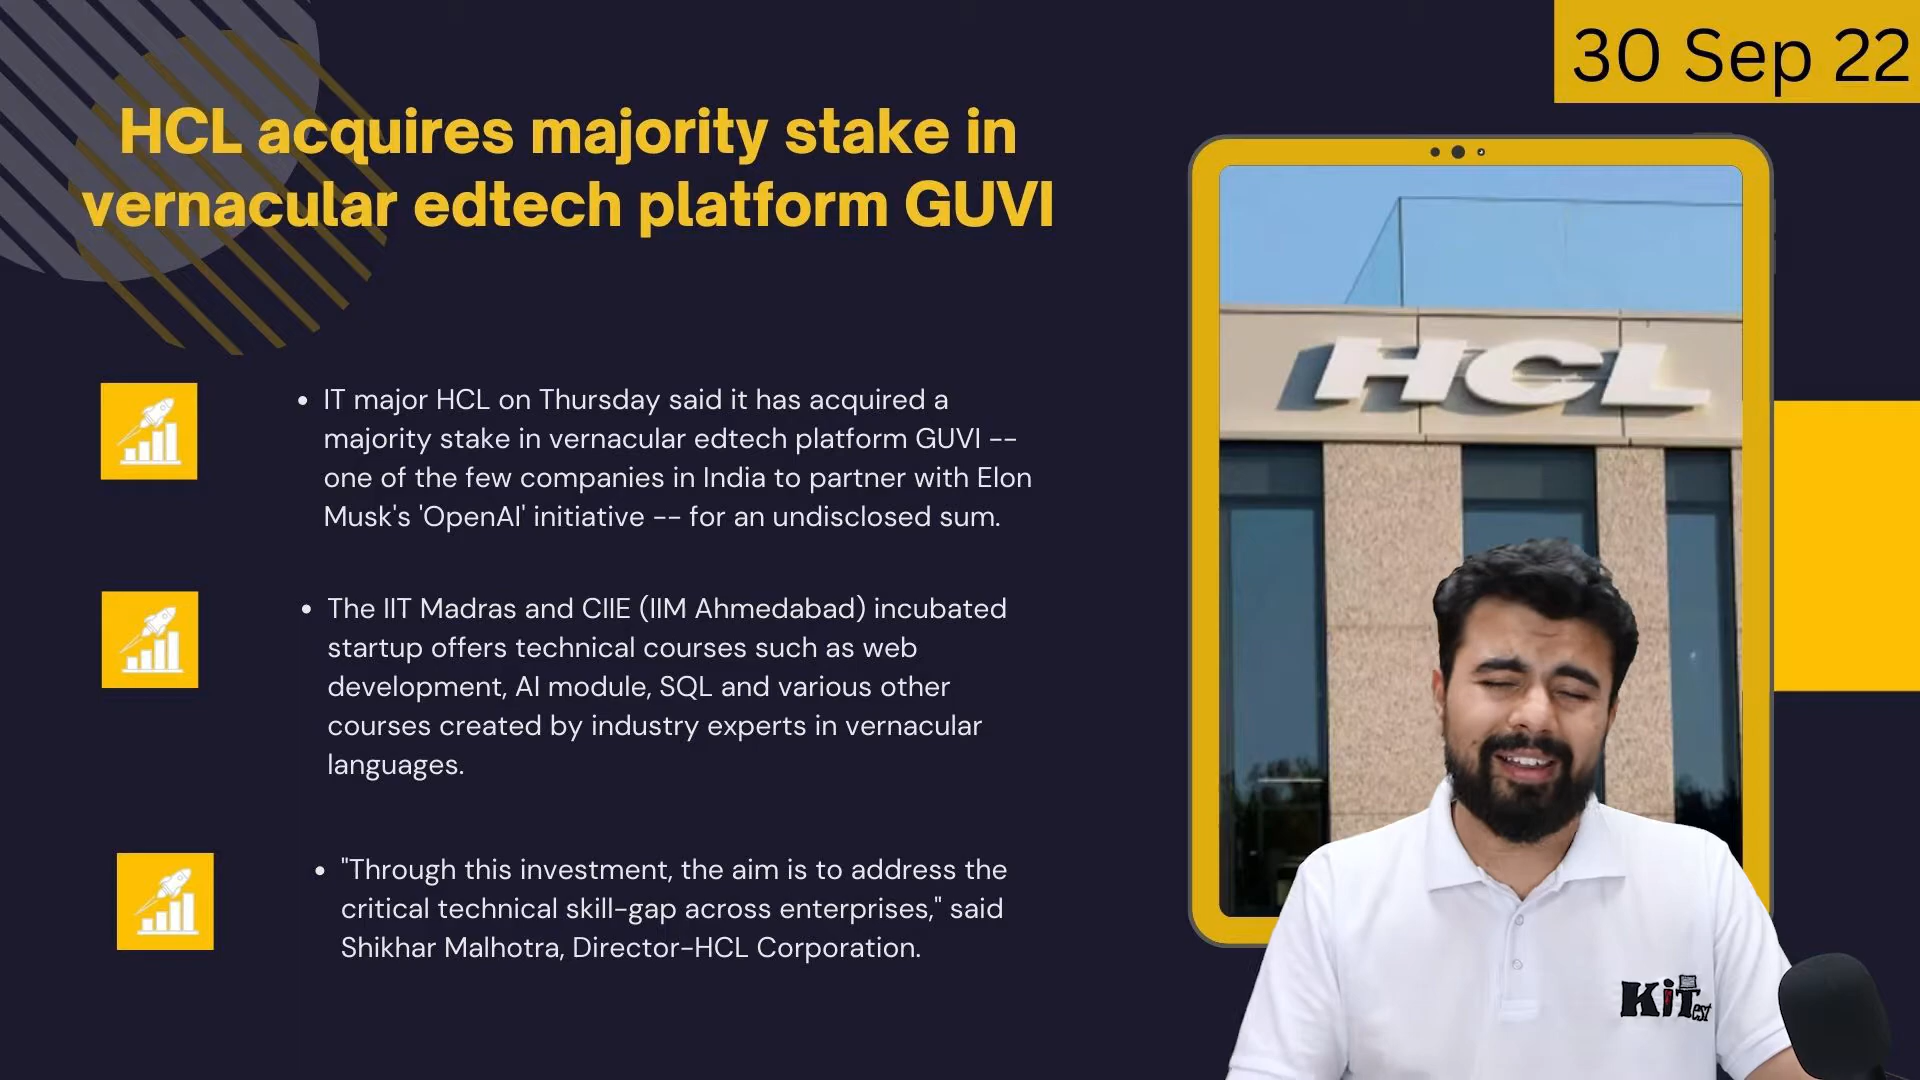 30 Sep 22
HCL acquires majority stake in
vernacular edtech platform GUVI
IT major HCL on Thursday said it has acquired a
majority stake in vernacular edtech platform GUVI --
one of the few companies in India to partner with Elon
Musk's 'OpenAI' initiative -- for an undisclosed sum.
The IIT Madras and CIIE (IIM Ahmedabad) incubated
startup offers technical courses such as web
development, AI module, SQL and various other
courses created by industry experts in vernacular
languages.
"Through this investment, the aim is to address the
critical technical skill-gap across enterprises," said
Shikhar Malhotra, Director-HCL Corporation.
HCL
KiTest